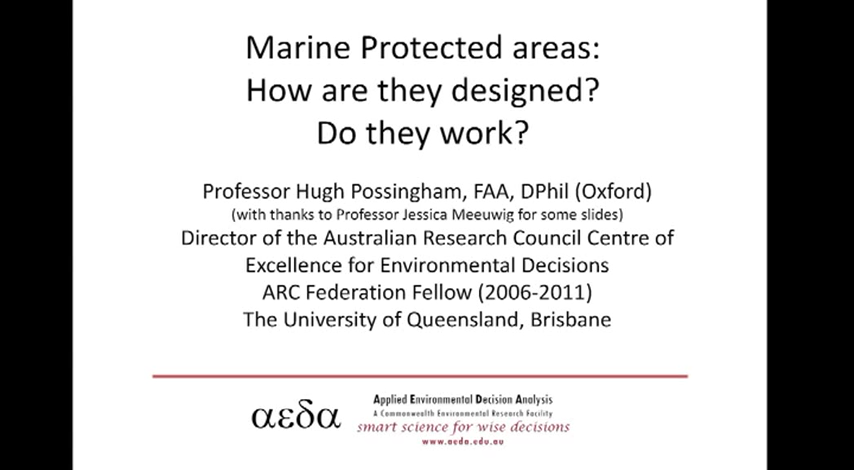 Marine Protected areas:
How are they designed?
Do they work?
Professor Hugh Possingham, FAA, DPhil (Oxford)
(with thanks to Professor Jessica Meeuwig for some slides)
Director of the Australian Research Council Centre of
Excellence for Environmental Decisions
ARC Federation Fellow (2006-2011)
The University of Queensland, Brisbane
αεδα
Applied Environmental Decision Analysis
A Commonwealth Environmental Research Facility
smart science for wise decisions
www.aeda.edu.au